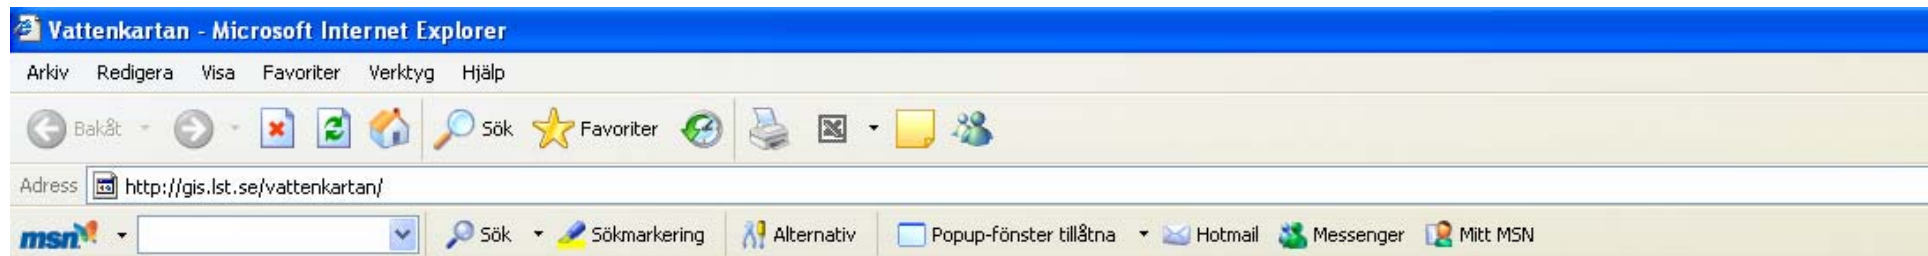 Vattenkartan - Microsoft Internet Explorer
Arkiv Redigera Visa Favoriter Verktyg Hjälp
Bakåt Sök Favoriter
Adress http://gis.lst.se/vattenkartan/
msn Sök Sökmarkering Alternativ Popup-fönster tillåtna Hotmail Messenger Mitt MSN